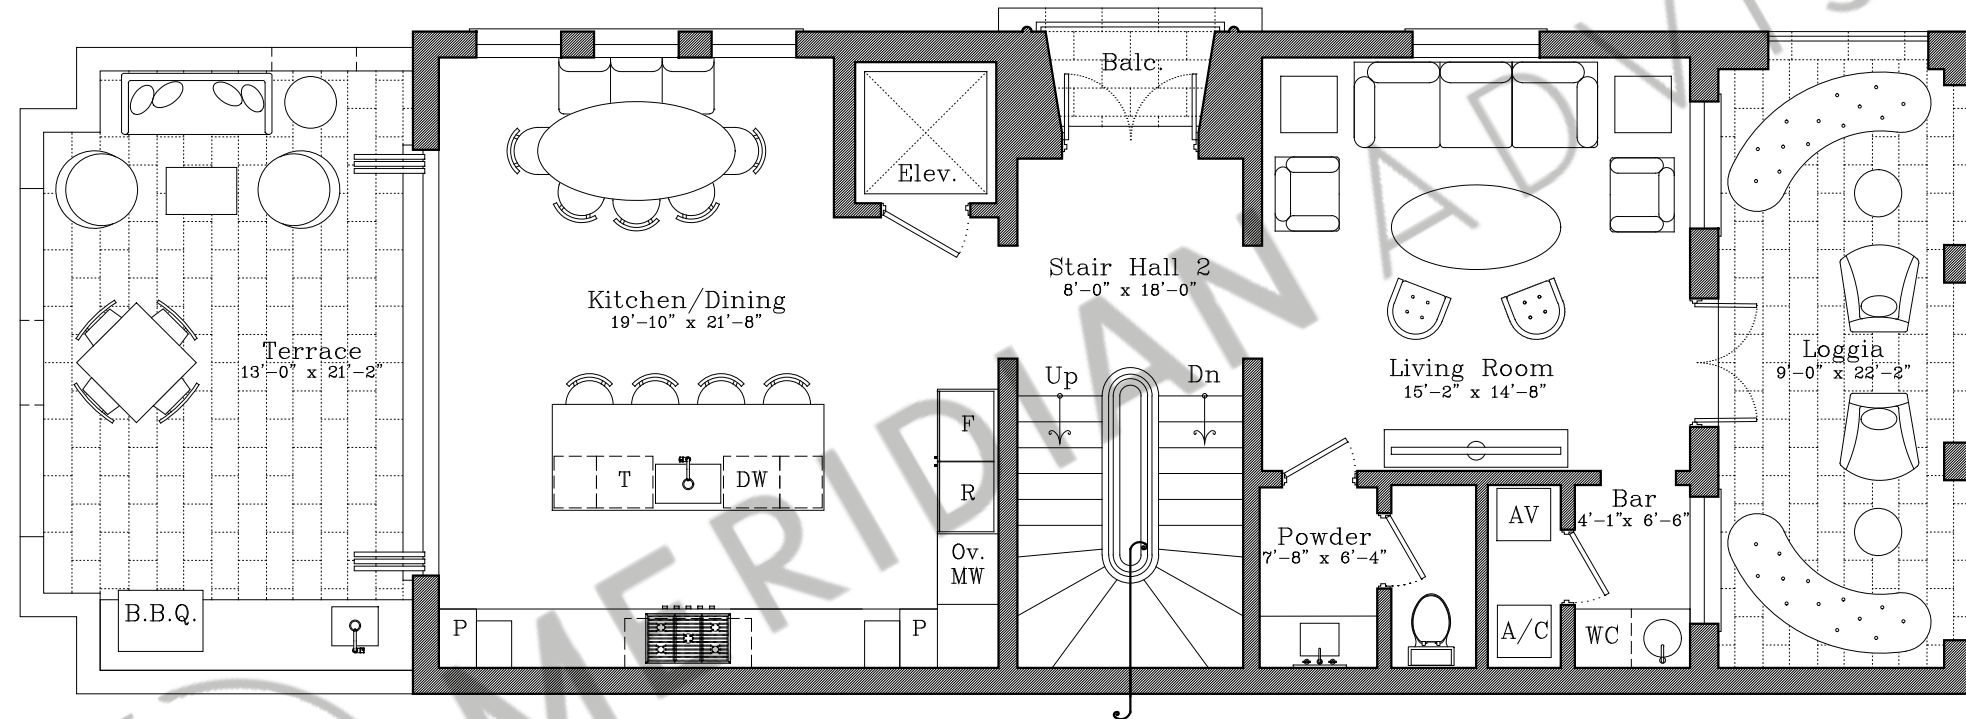 Balc.
Elev.
Stair Hall 2
8'-0" x 18'-0"
Kitchen/Dining
19'-10" x 21'-8"
Terrace
13'-0" x 21'-2"
Living Room
15'-2" x 14'-8"
Loggia
9'-0" x 22'-2"
Up
Dn
F
R
T
DW
Ov.
MW
Powder
7'-8" x 6'-4"
AV
Bar
4'-1"x 6'-6"
B.B.Q.
P
P
A/C
WC
MERIDIAN ADVIS